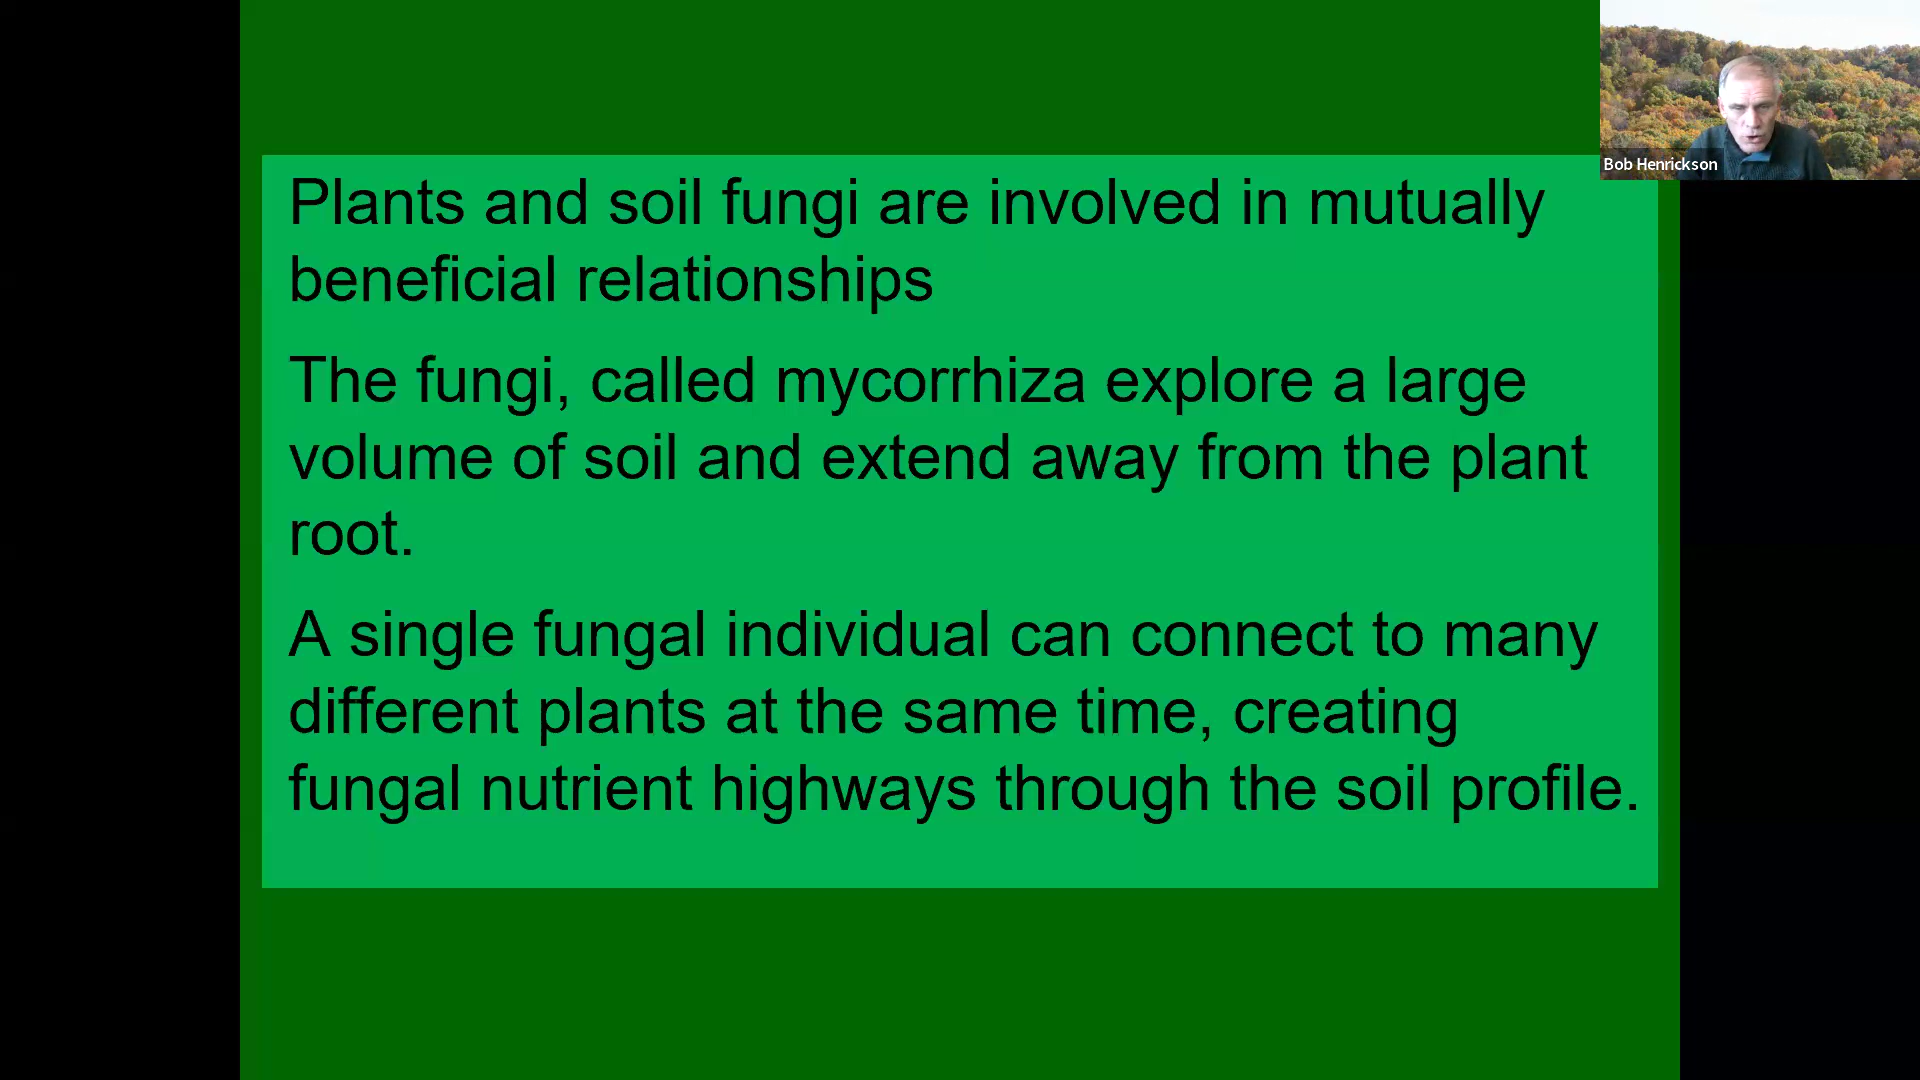 Plants and soil fungi are involved in mutually
beneficial relationships
The fungi, called mycorrhiza explore a large
volume of soil and extend away from the plant
root.
A single fungal individual can connect to many
different plants at the same time, creating
fungal nutrient highways through the soil profile.
Bob Henrickson